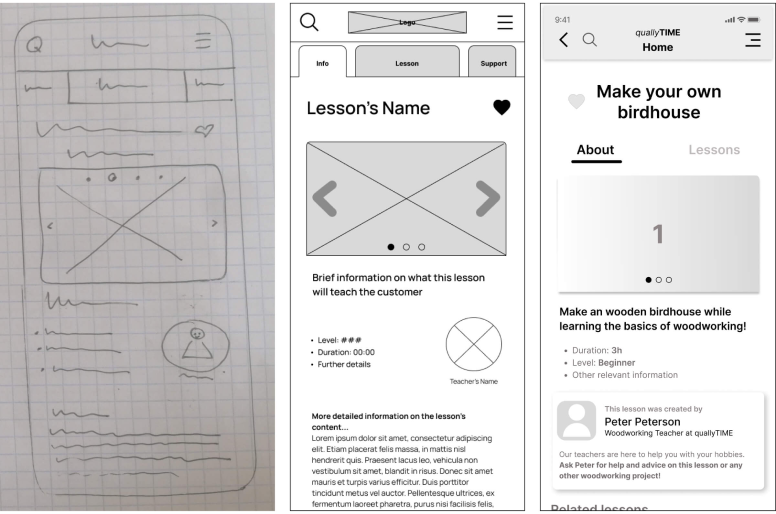 Logo
Info
Lesson
Support
Lesson's Name
Brief information on what this lesson
will teach the customer
• Level: ###
• Duration: 00:00
• Further details
Teacher's Name
More detailed information on the lesson's
content...
Lorem ipsum dolor sit amet, consectetur adipiscing
elit. Etiam placerat felis massa, in mattis nisl
hendrerit quis. Praesent lacus leo, vehicula non
vestibulum sit amet, blandit in risus. Donec sit amet
mauris et turpis varius efficitur. Duis porttitor
tincidunt metus vel auctor. Pellentesque ultrices, ex
fermentum laoreet pharetra, purus nisi facilisis felis,
9:41
quallyTIME
Home
Make your own
birdhouse
About
Lessons
1
Make an wooden birdhouse while
learning the basics of woodworking!
• Duration: 3h
• Level: Beginner
• Other relevant information
This lesson was created by
Peter Peterson
Woodworking Teacher at quallyTIME
Our teachers are here to help you with your hobbies.
Ask Peter for help and advice on this lesson or any
other woodworking project!
Related lessons